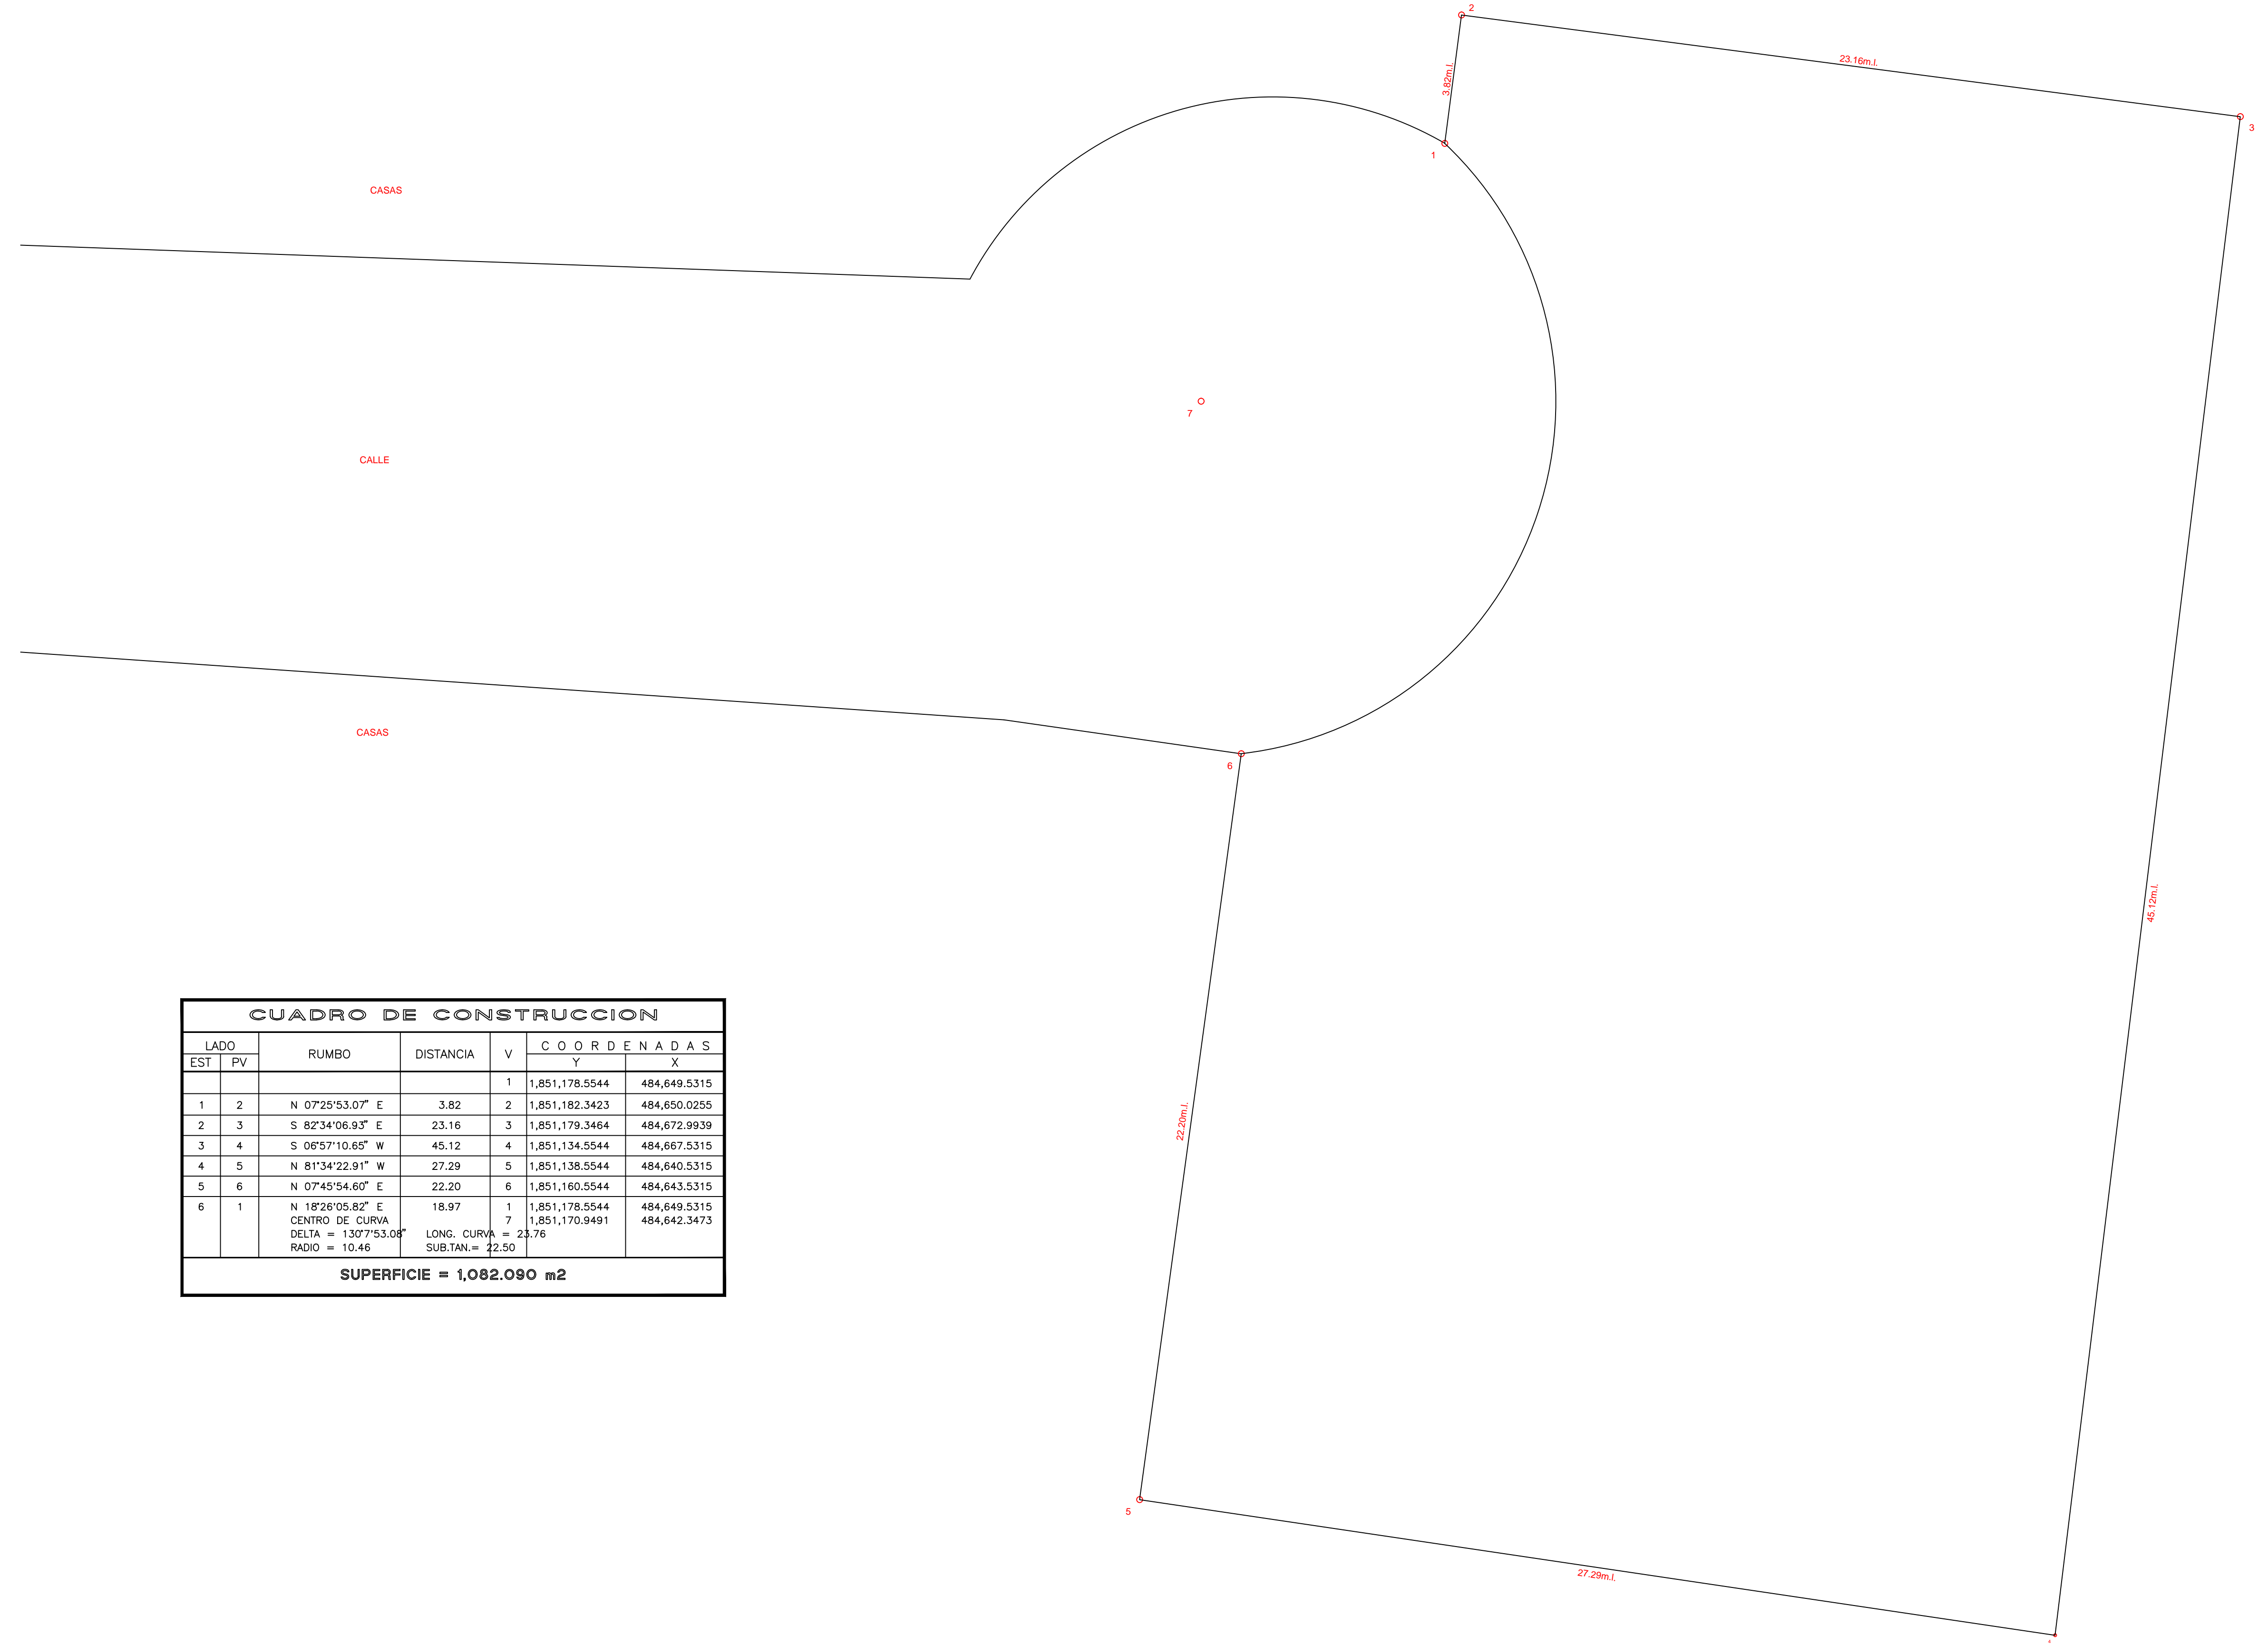 2
23.16m.l.
3.82m.l.
3
1
CASAS
7
CALLE
CASAS
6
45.12m.l.
CUADRO DE CONSTRUCCION
LADO RUMBO DISTANCIA V COORDENADAS
EST PV Y X
1 1,851,178.5544 484,649.5315
1 2 N 07°25'53.07" E 3.82 2 1,851,182.3423 484,650.0255
2 3 S 82°34'06.93" E 23.16 3 1,851,179.3464 484,672.9939
3 4 S 06°57'10.65" W 45.12 4 1,851,134.5544 484,667.5315
4 5 N 81°34'22.91" W 27.29 5 1,851,138.5544 484,640.5315
5 6 N 07°45'54.60" E 22.20 6 1,851,160.5544 484,643.5315
6 1 N 18°26'05.82" E 18.97 1 1,851,178.5544 484,649.5315
CENTRO DE CURVA 7 1,851,170.9491 484,642.3473
DELTA = 130°7'53.08" LONG. CURVA = 23.76
RADIO = 10.46 SUB.TAN.= 22.50
SUPERFICIE = 1,082.090 m2
22.20m.l.
5
27.29m.l.